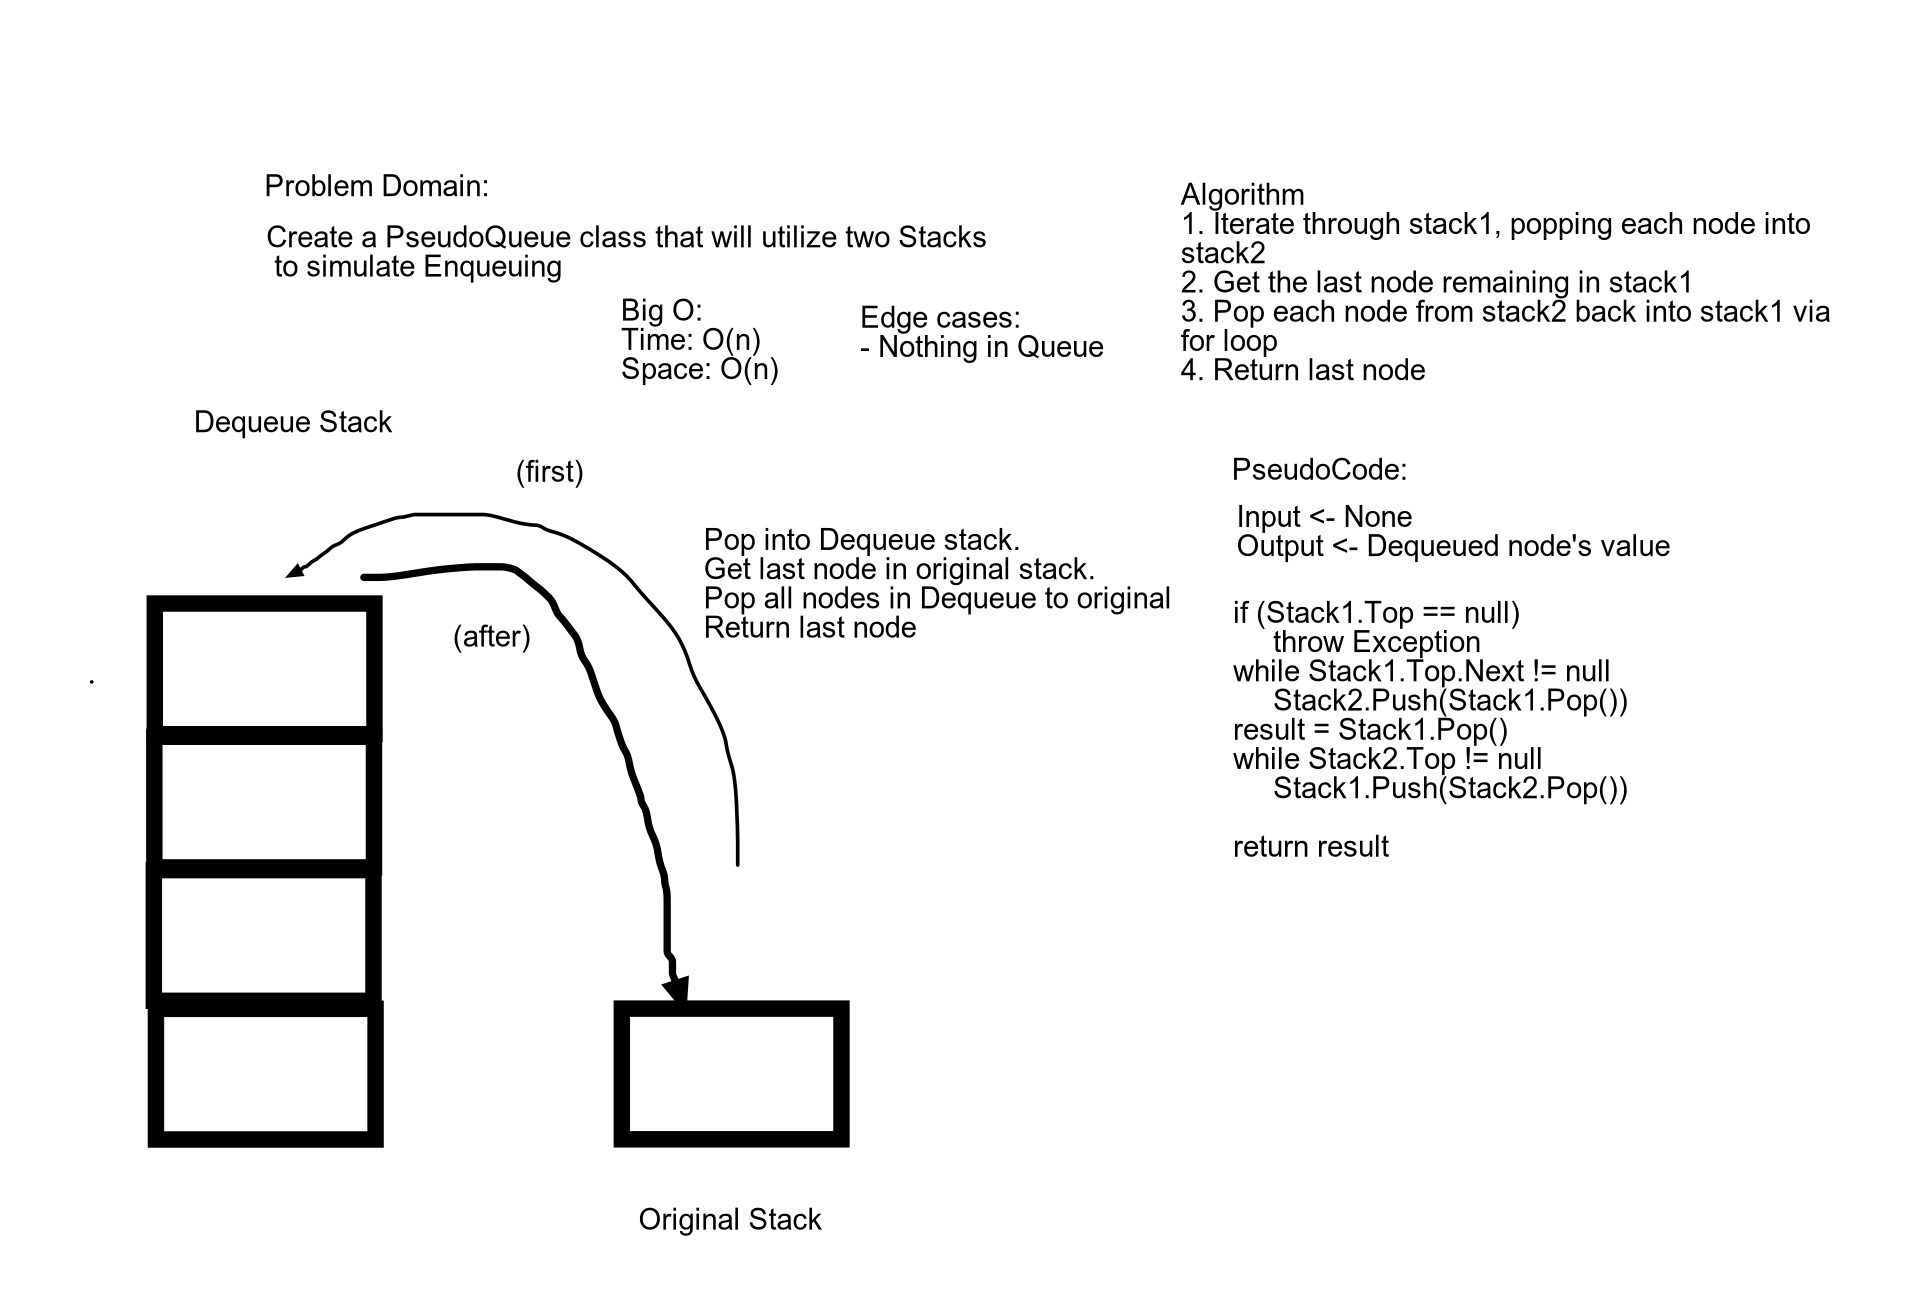 Problem Domain:
Create a PseudoQueue class that will utilize two Stacks
to simulate Enqueuing
Big O:
Time: O(n)
Space: O(n)
Edge cases:
- Nothing in Queue
Algorithm
1. Iterate through stack1, popping each node into
stack2
2. Get the last node remaining in stack1
3. Pop each node from stack2 back into stack1 via
for loop
4. Return last node
Dequeue Stack
(first)
(after)
Pop into Dequeue stack.
Get last node in original stack.
Pop all nodes in Dequeue to original
Return last node
PseudoCode:
Input <- None
Output <- Dequeued node's value
if (Stack1.Top == null)
throw Exception
while Stack1.Top.Next != null
Stack2.Push(Stack1.Pop())
result = Stack1.Pop()
while Stack2.Top != null
Stack1.Push(Stack2.Pop())
return result
Original Stack